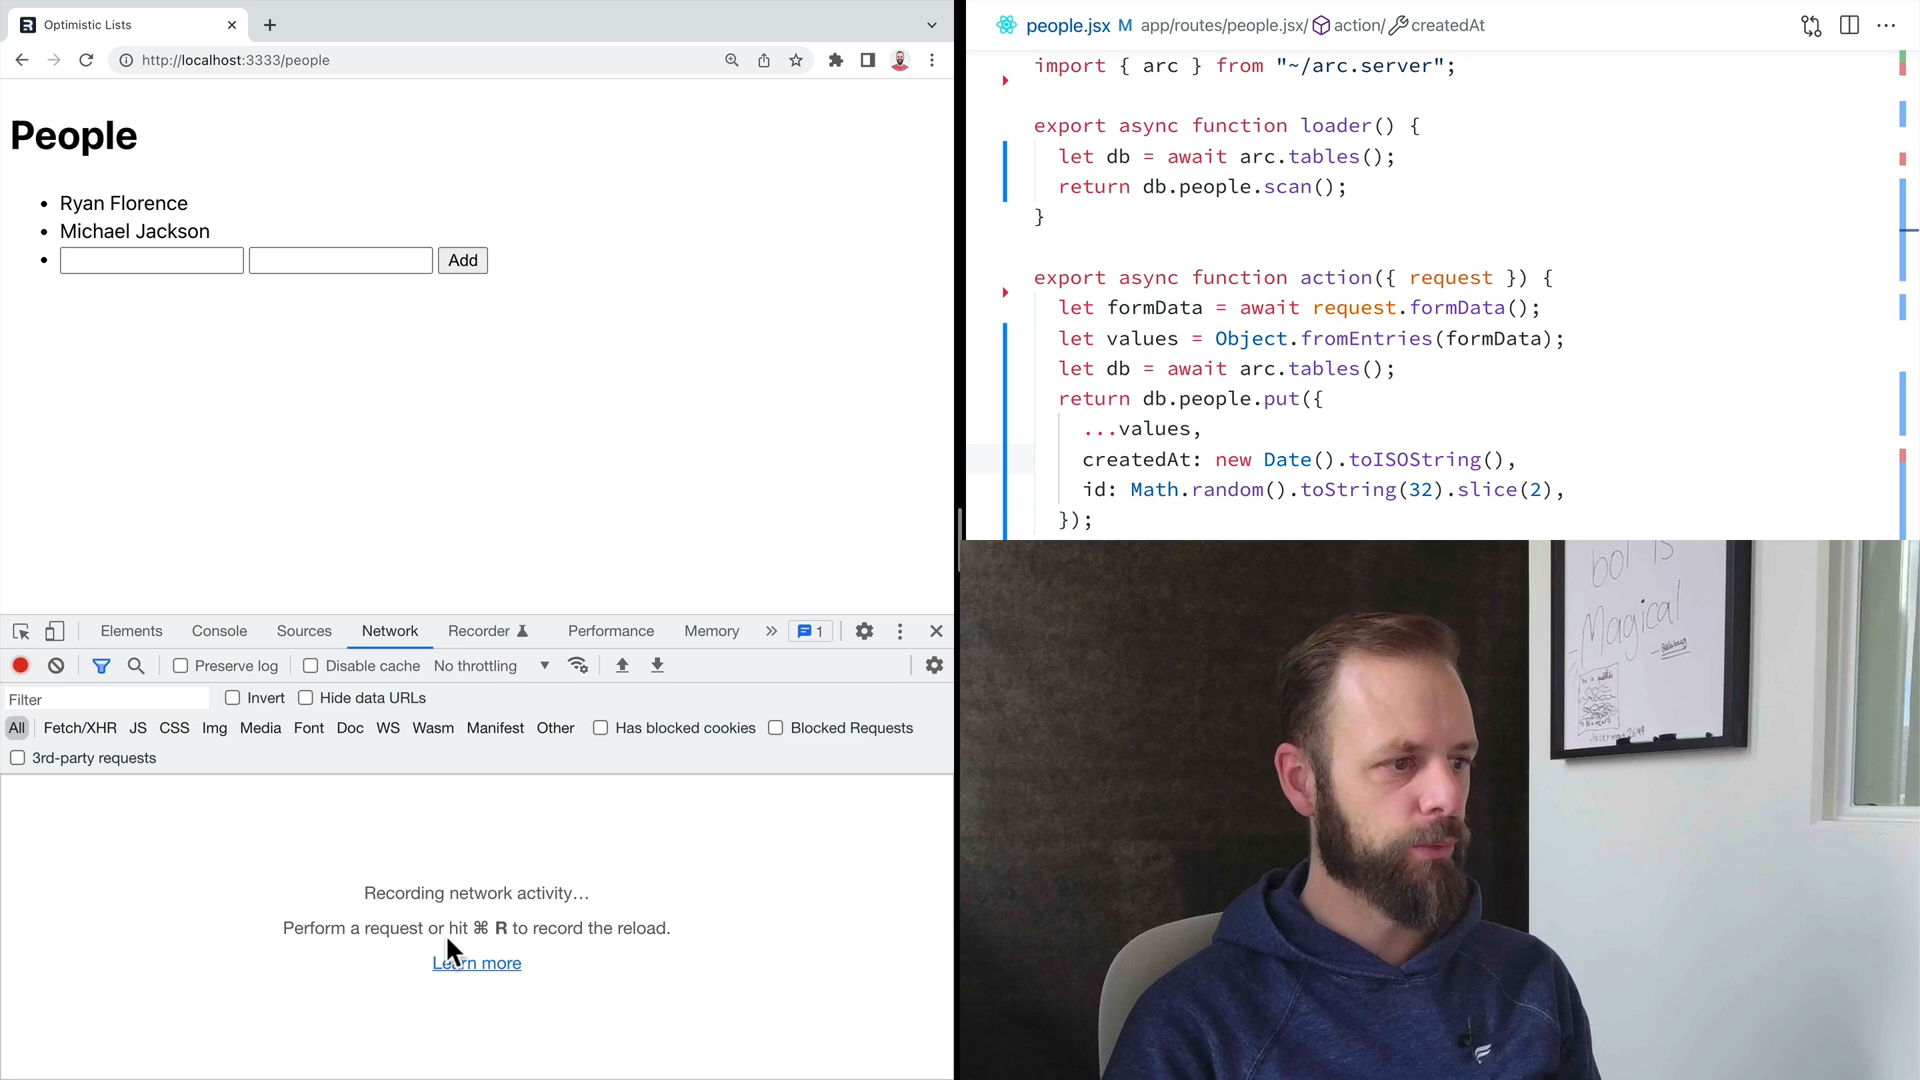 Optimistic Lists
http://localhost:3333/people
People
Ryan Florence
Michael Jackson
Add
Elements Console Sources Network Recorder Performance Memory 1
Preserve log Disable cache No throttling
Filter Invert Hide data URLs
All Fetch/XHR JS CSS Img Media Font Doc WS Wasm Manifest Other Has blocked cookies Blocked Requests
3rd-party requests
Recording network activity…
Perform a request or hit ⌘ R to record the reload.
Learn more
people.jsx M app/routes/people.jsx/ action/ createdAt
import { arc } from "~/arc.server";
export async function loader() {
let db = await arc.tables();
return db.people.scan();
}
export async function action({ request }) {
let formData = await request.formData();
let values = Object.fromEntries(formData);
let db = await arc.tables();
return db.people.put({
...values,
createdAt: new Date().toISOString(),
id: Math.random().toString(32).slice(2),
});
is
Magical